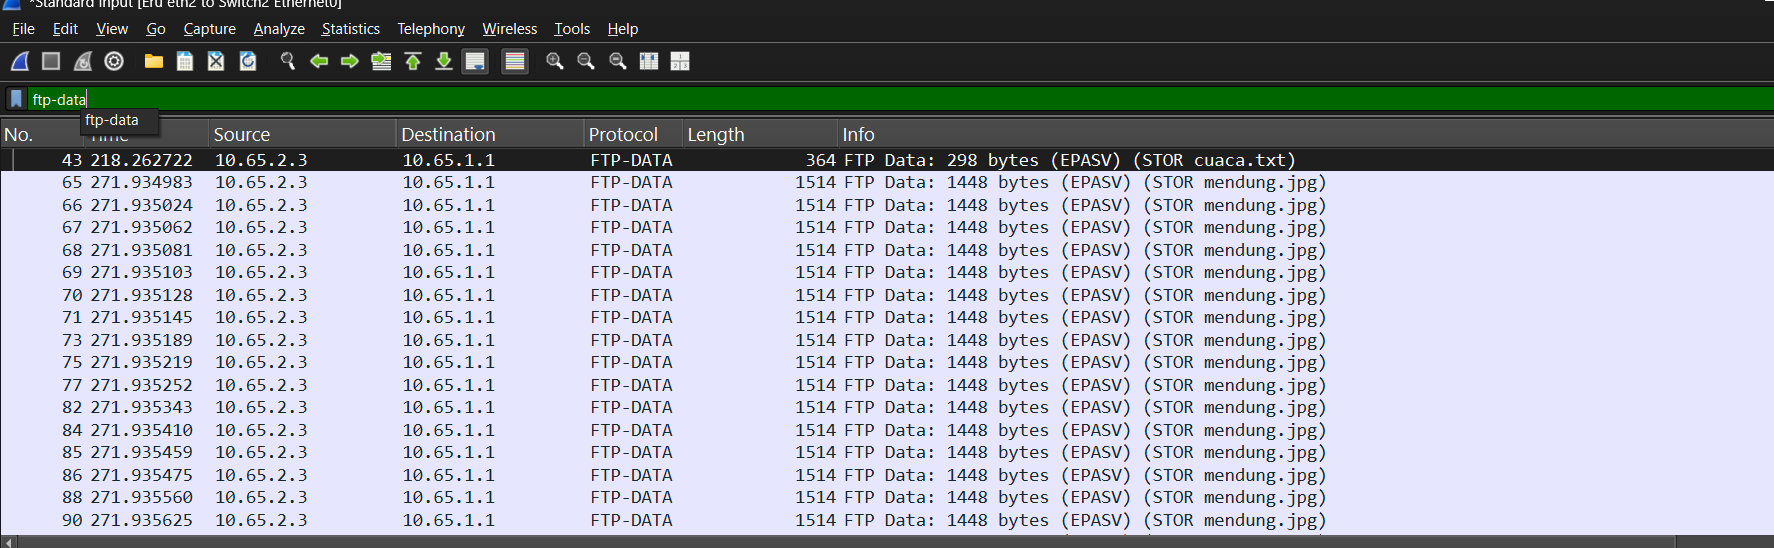 *Standard input [Eru eth2 to Switch2 Ethernet0]
File Edit View Go Capture Analyze Statistics Telephony Wireless Tools Help
ftp-data
ftp-data
No. Time Source Destination Protocol Length Info
43 218.262722 10.65.2.3 10.65.1.1 FTP-DATA 364 FTP Data: 298 bytes (EPASV) (STOR cuaca.txt)
65 271.934983 10.65.2.3 10.65.1.1 FTP-DATA 1514 FTP Data: 1448 bytes (EPASV) (STOR mendung.jpg)
66 271.935024 10.65.2.3 10.65.1.1 FTP-DATA 1514 FTP Data: 1448 bytes (EPASV) (STOR mendung.jpg)
67 271.935062 10.65.2.3 10.65.1.1 FTP-DATA 1514 FTP Data: 1448 bytes (EPASV) (STOR mendung.jpg)
68 271.935081 10.65.2.3 10.65.1.1 FTP-DATA 1514 FTP Data: 1448 bytes (EPASV) (STOR mendung.jpg)
69 271.935103 10.65.2.3 10.65.1.1 FTP-DATA 1514 FTP Data: 1448 bytes (EPASV) (STOR mendung.jpg)
70 271.935128 10.65.2.3 10.65.1.1 FTP-DATA 1514 FTP Data: 1448 bytes (EPASV) (STOR mendung.jpg)
71 271.935145 10.65.2.3 10.65.1.1 FTP-DATA 1514 FTP Data: 1448 bytes (EPASV) (STOR mendung.jpg)
73 271.935189 10.65.2.3 10.65.1.1 FTP-DATA 1514 FTP Data: 1448 bytes (EPASV) (STOR mendung.jpg)
75 271.935219 10.65.2.3 10.65.1.1 FTP-DATA 1514 FTP Data: 1448 bytes (EPASV) (STOR mendung.jpg)
77 271.935252 10.65.2.3 10.65.1.1 FTP-DATA 1514 FTP Data: 1448 bytes (EPASV) (STOR mendung.jpg)
82 271.935343 10.65.2.3 10.65.1.1 FTP-DATA 1514 FTP Data: 1448 bytes (EPASV) (STOR mendung.jpg)
84 271.935410 10.65.2.3 10.65.1.1 FTP-DATA 1514 FTP Data: 1448 bytes (EPASV) (STOR mendung.jpg)
85 271.935459 10.65.2.3 10.65.1.1 FTP-DATA 1514 FTP Data: 1448 bytes (EPASV) (STOR mendung.jpg)
86 271.935475 10.65.2.3 10.65.1.1 FTP-DATA 1514 FTP Data: 1448 bytes (EPASV) (STOR mendung.jpg)
88 271.935560 10.65.2.3 10.65.1.1 FTP-DATA 1514 FTP Data: 1448 bytes (EPASV) (STOR mendung.jpg)
90 271.935625 10.65.2.3 10.65.1.1 FTP-DATA 1514 FTP Data: 1448 bytes (EPASV) (STOR mendung.jpg)